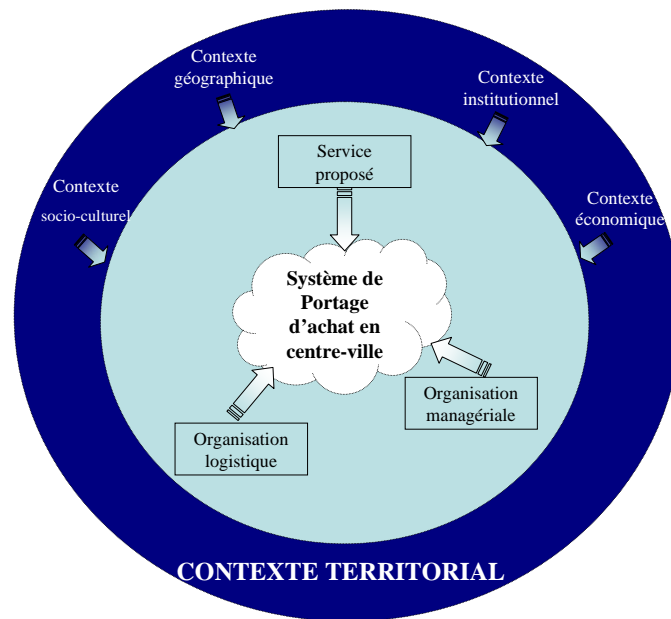 Contexte
géographique
Contexte
institutionnel
Service
proposé
Contexte
socio-culturel
Contexte
économique
Système de
Portage
d'achat en
centre-ville
Organisation
managériale
Organisation
logistique
CONTEXTE TERRITORIAL